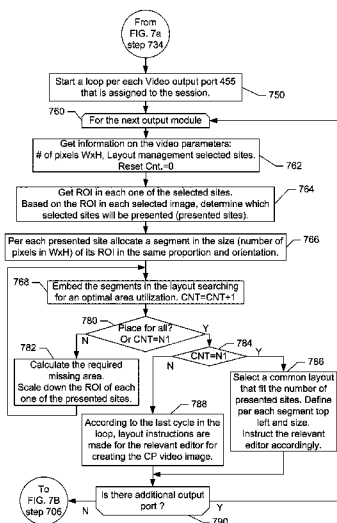 From
FIG. 7a
step 734
Start a loop per each Video output port 455
that is assigned to the session.
750
760
For the next output module
Get information on the video parameters:
# of pixels WxH, Layout management selected sites.
Reset Cnt.=0
762
Get ROI in each one of the selected sites.
Based on the ROI in each selected image, determine which
selected sites will be presented (presented sites).
764
Per each presented site allocate a segment in the size (number of
pixels in WxH) of its ROI in the same proportion and orientation.
766
768
Embed the segments in the layout searching
for an optimal area utilization. CNT=CNT+1
780
Place for all?
Or CNT=N1
N
Y
782
Calculate the required
missing area.
Scale down the ROI of each
one of the presented sites.
784
CNT=N1
N
Y
786
Select a common layout
that fit the number of
presented sites. Define
per each segment top
left and size.
Instruct the relevant
editor accordingly.
788
According to the last cycle in the
loop, layout instructions are
made for the relevant editor for
creating the CP video image.
To
FIG. 7B
step 706
N
Is there additional output
port ?
Y
790